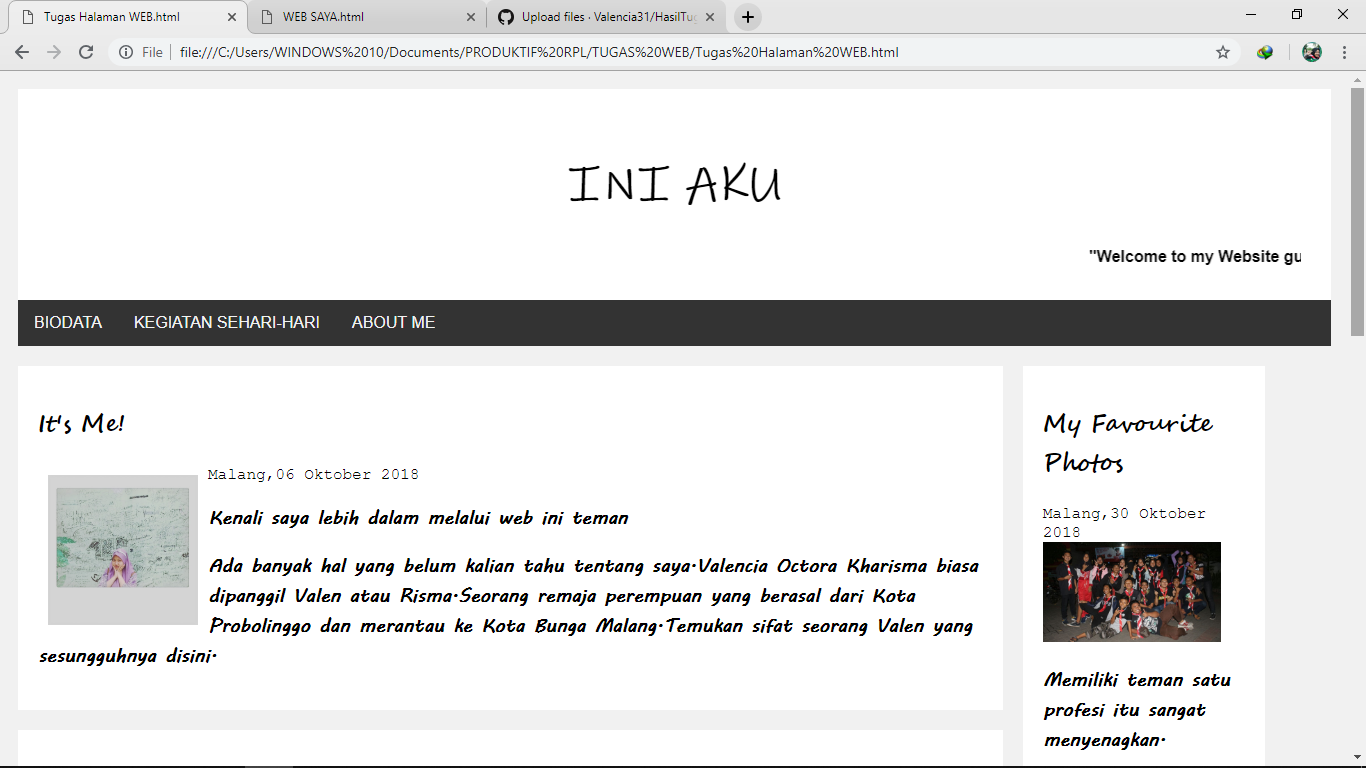 Tugas Halaman WEB.html
WEB SAYA.html
Upload files · Valencia31/HasilTug
File
file:///C:/Users/WINDOWS%2010/Documents/PRODUKTIF%20RPL/TUGAS%20WEB/Tugas%20Halaman%20WEB.html
INI AKU
"Welcome to my Website gu
BIODATA KEGIATAN SEHARI-HARI ABOUT ME
It's Me!
Malang,06 Oktober 2018
Kenali saya lebih dalam melalui web ini teman
Ada banyak hal yang belum kalian tahu tentang saya.Valencia Octora Kharisma biasa
dipanggil Valen atau Risma.Seorang remaja perempuan yang berasal dari Kota
Probolinggo dan merantau ke Kota Bunga Malang.Temukan sifat seorang Valen yang
sesungguhnya disini.
My Favourite
Photos
Malang,30 Oktober
2018
Memiliki teman satu
profesi itu sangat
menyenagkan.